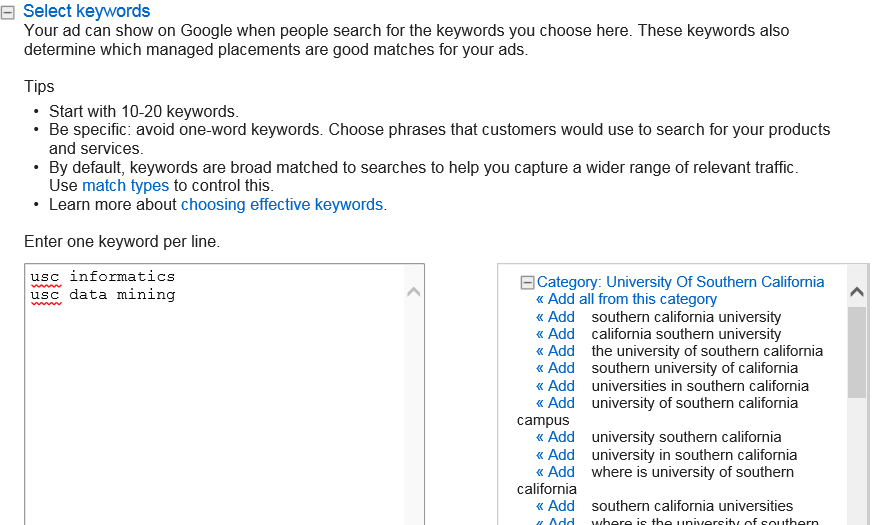 Select keywords
Your ad can show on Google when people search for the keywords you choose here. These keywords also
determine which managed placements are good matches for your ads.
Tips
• Start with 10-20 keywords.
• Be specific: avoid one-word keywords. Choose phrases that customers would use to search for your products
and services.
• By default, keywords are broad matched to searches to help you capture a wider range of relevant traffic.
Use match types to control this.
• Learn more about choosing effective keywords.
Enter one keyword per line.
usc informatics
usc data mining
Category: University Of Southern California
« Add all from this category
« Add southern california university
« Add california southern university
« Add the university of southern california
« Add southern university of california
« Add universities in southern california
« Add university of southern california
campus
« Add university southern california
« Add university in southern california
« Add where is university of southern
california
« Add southern california universities
« Add where is the university of southern